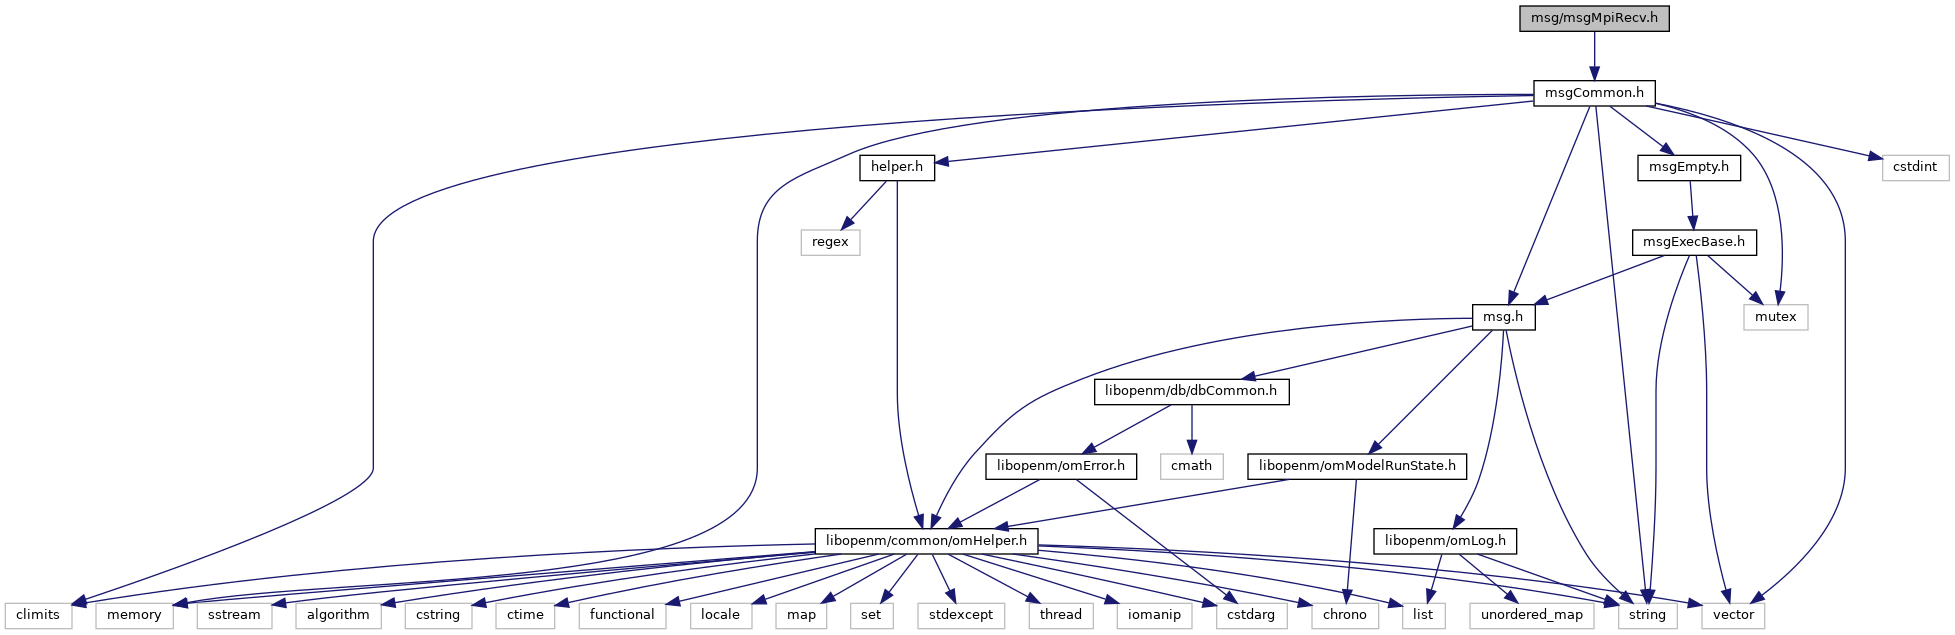 msg/msgMpiRecv.h
msgCommon.h
helper.h
msgEmpty.h
cstdint
regex
msgExecBase.h
msg.h
mutex
libopenm/db/dbCommon.h
libopenm/omError.h
cmath
libopenm/omModelRunState.h
libopenm/common/omHelper.h
libopenm/omLog.h
climits
memory
sstream
algorithm
cstring
ctime
functional
locale
map
set
stdexcept
thread
iomanip
cstdarg
chrono
list
unordered_map
string
vector